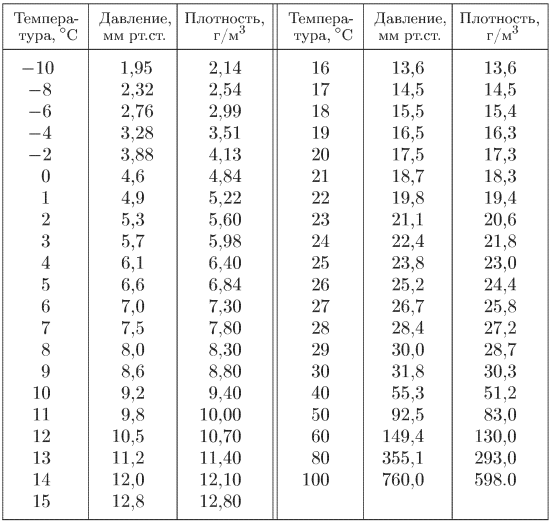 Темпера-тура, °C Давление, мм рт.ст. Плотность, г/м³ Темпера-тура, °C Давление, мм рт.ст. Плотность, г/м³
−10 1,95 2,14 16 13,6 13,6
−8 2,32 2,54 17 14,5 14,5
−6 2,76 2,99 18 15,5 15,4
−4 3,28 3,51 19 16,5 16,3
−2 3,88 4,13 20 17,5 17,3
0 4,6 4,84 21 18,7 18,3
1 4,9 5,22 22 19,8 19,4
2 5,3 5,60 23 21,1 20,6
3 5,7 5,98 24 22,4 21,8
4 6,1 6,40 25 23,8 23,0
5 6,6 6,84 26 25,2 24,4
6 7,0 7,30 27 26,7 25,8
7 7,5 7,80 28 28,4 27,2
8 8,0 8,30 29 30,0 28,7
9 8,6 8,80 30 31,8 30,3
10 9,2 9,40 40 55,3 51,2
11 9,8 10,00 50 92,5 83,0
12 10,5 10,70 60 149,4 130,0
13 11,2 11,40 80 355,1 293,0
14 12,0 12,10 100 760,0 598.0
15 12,8 12,80